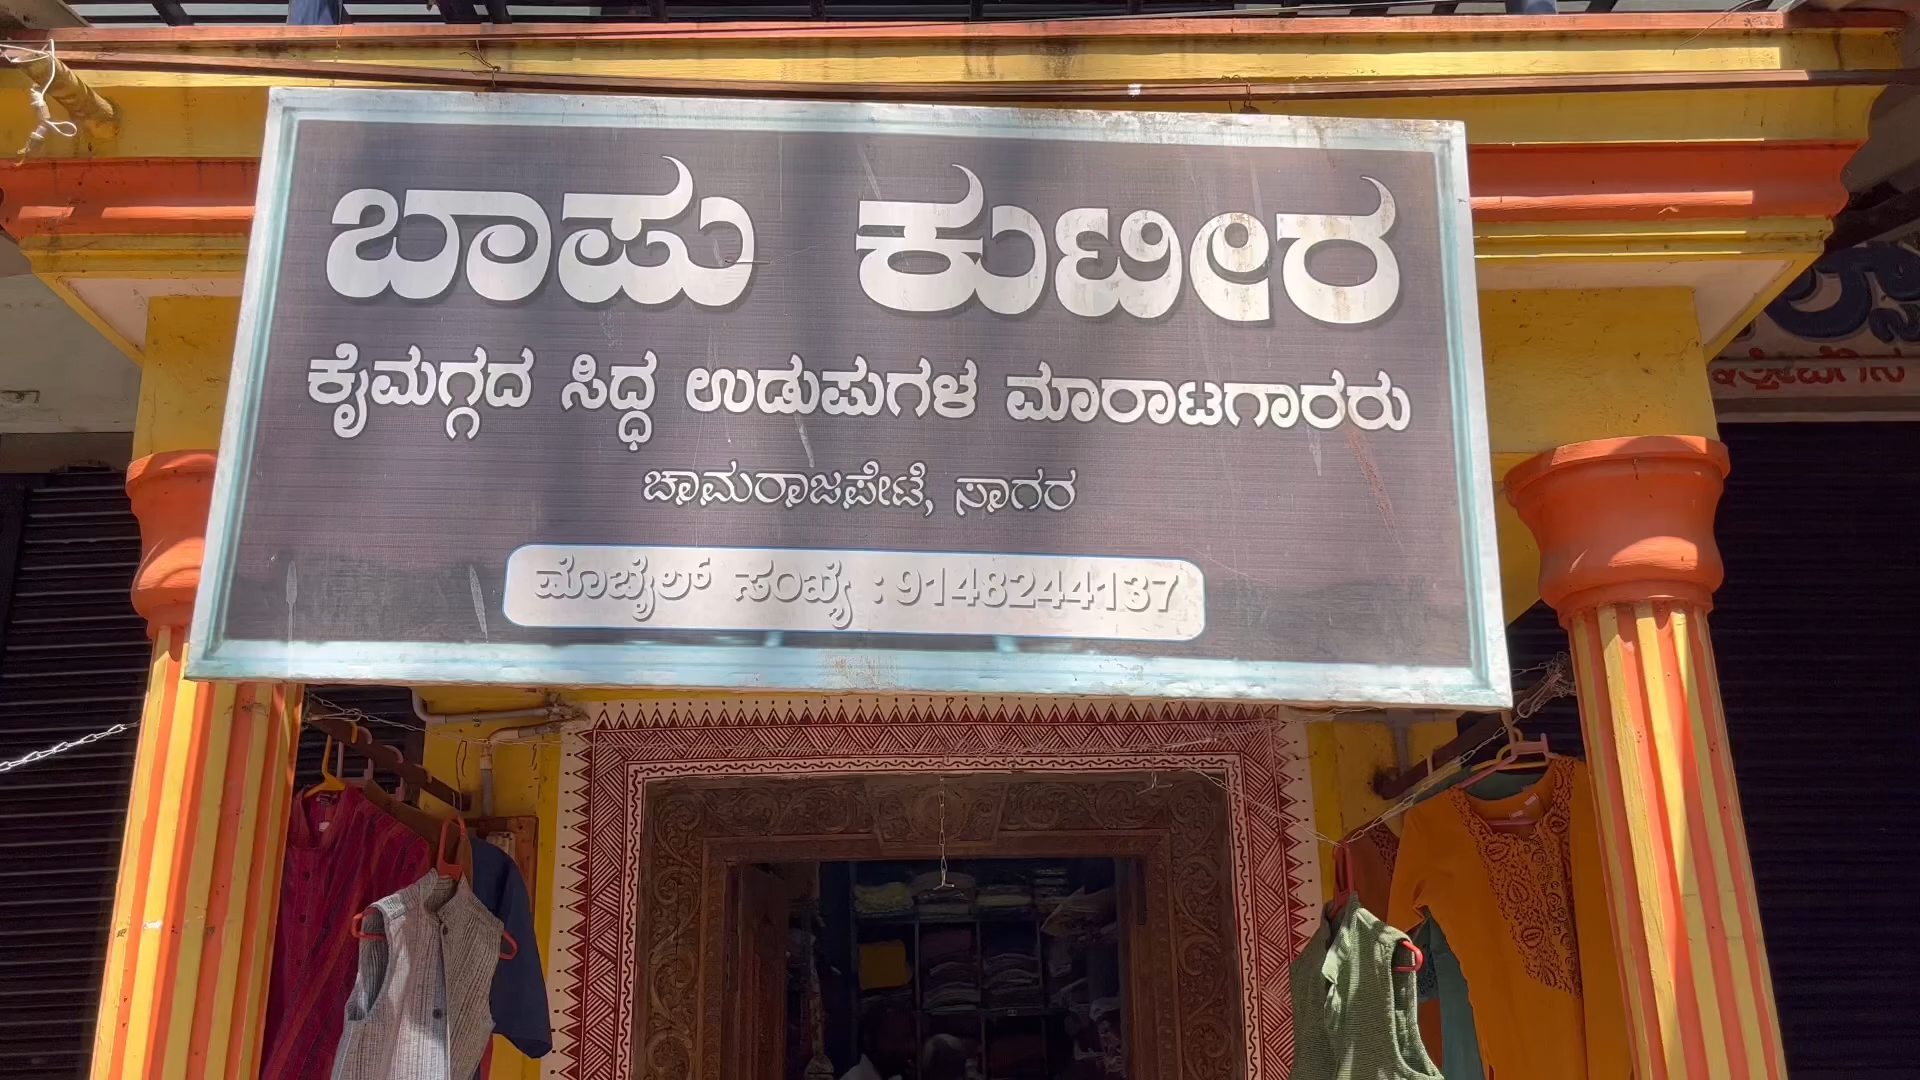 ಬಾಪು ಕುಟೀರ
ಕೈಮಗ್ಗದ ಸಿದ್ಧ ಉಡುಪುಗಳ ಮಾರಾಟಗಾರರು
ಚಾಮರಾಜಪೇಟೆ, ಸಾಗರ
ಮೊಬೈಲ್ ಸಂಖ್ಯೆ : 9148244137